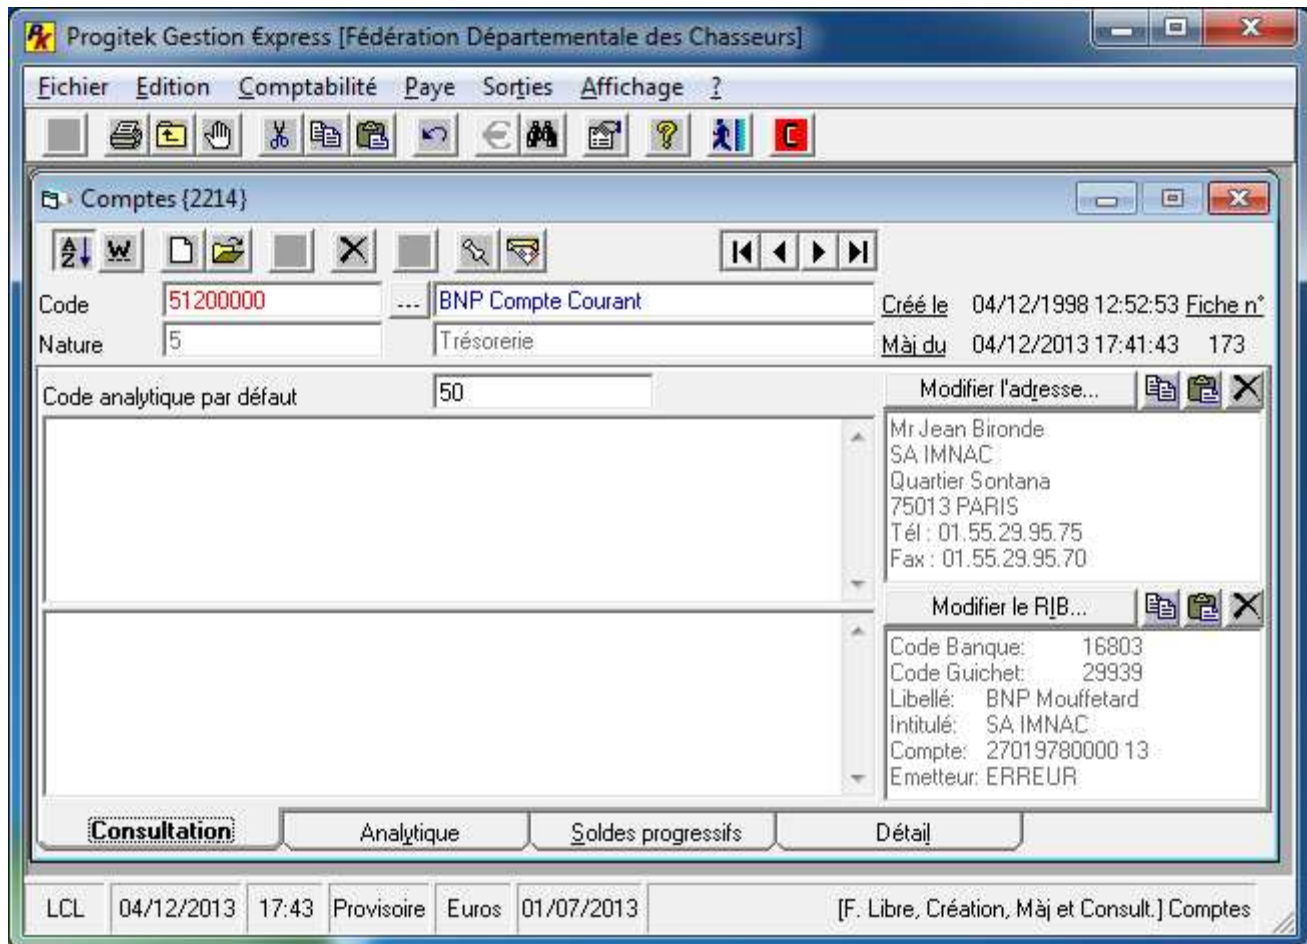 Progitek Gestion €xpress [Fédération Départementale des Chasseurs]
Fichier Edition Comptabilité Paye Sorties Affichage ?
Comptes {2214}
Code 51200000 ... BNP Compte Courant Créé le 04/12/1998 12:52:53 Fiche n°
Nature 5 Trésorerie Màj du 04/12/2013 17:41:43 173
Code analytique par défaut 50
Modifier l'adresse...
Mr Jean Bironde
SA IMNAC
Quartier Sontana
75013 PARIS
Tél : 01.55.29.95.75
Fax : 01.55.29.95.70
Modifier le RIB...
Code Banque: 16803
Code Guichet: 29939
Libellé: BNP Mouffetard
Intitulé: SA IMNAC
Compte: 27019780000 13
Emetteur: ERREUR
Consultation Analytique Soldes progressifs Détail
LCL 04/12/2013 17:43 Provisoire Euros 01/07/2013 [F. Libre, Création, Màj et Consult.] Comptes